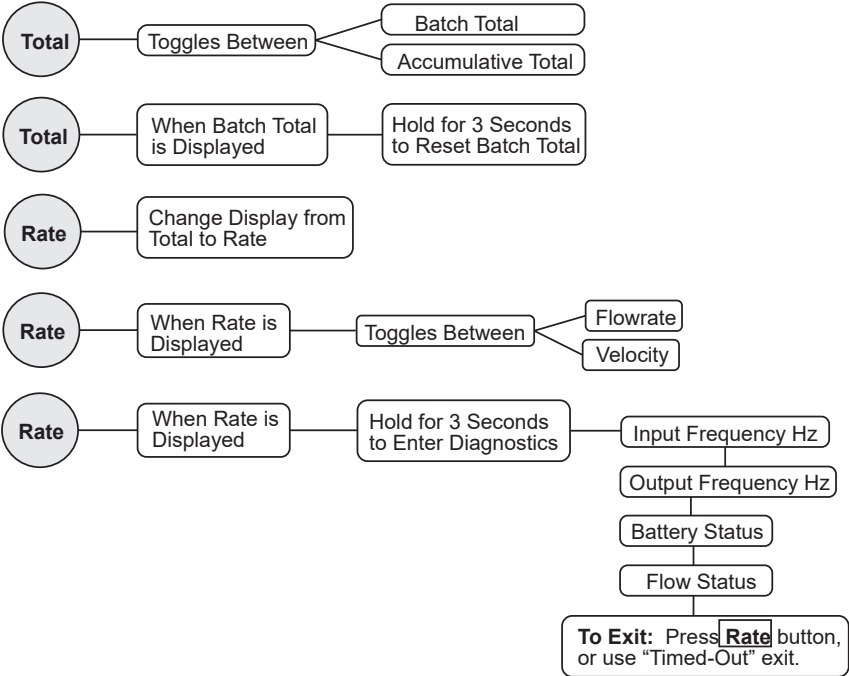 Total
Toggles Between
Batch Total
Accumulative Total
Total
When Batch Total
is Displayed
Hold for 3 Seconds
to Reset Batch Total
Rate
Change Display from
Total to Rate
Rate
When Rate is
Displayed
Toggles Between
Flowrate
Velocity
Rate
When Rate is
Displayed
Hold for 3 Seconds
to Enter Diagnostics
Input Frequency Hz
Output Frequency Hz
Battery Status
Flow Status
To Exit: Press Rate button,
or use “Timed-Out” exit.